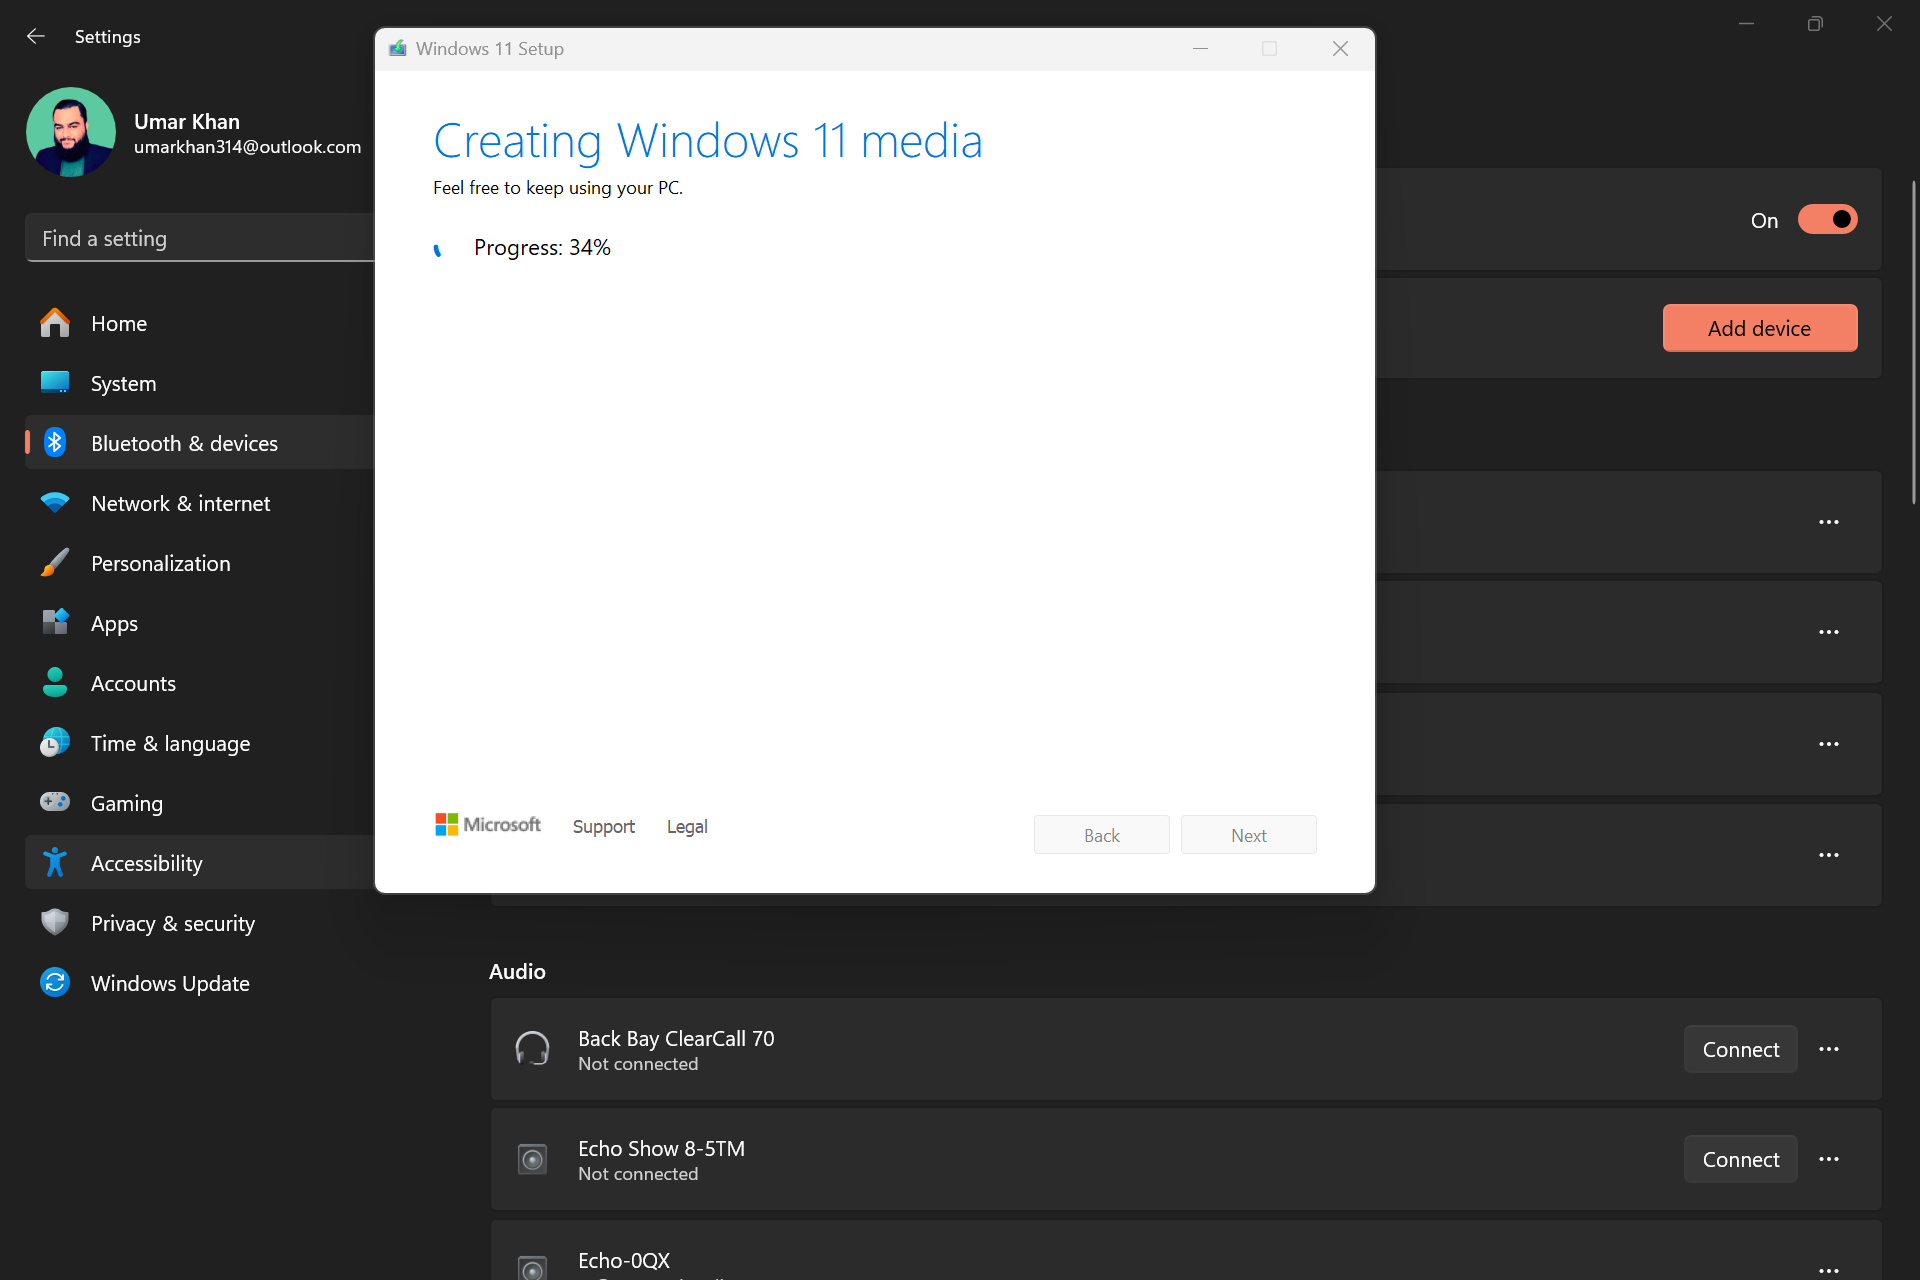 Settings
Umar Khan
umarkhan314@outlook.com
Find a setting
Home
System
Bluetooth & devices
Network & internet
Personalization
Apps
Accounts
Time & language
Gaming
Accessibility
Privacy & security
Windows Update
Windows 11 Setup
Creating Windows 11 media
Feel free to keep using your PC.
Progress: 34%
Microsoft
Support
Legal
Back
Next
On
Add device
Audio
Back Bay ClearCall 70
Not connected
Connect
Echo Show 8-5TM
Not connected
Connect
Echo-0QX